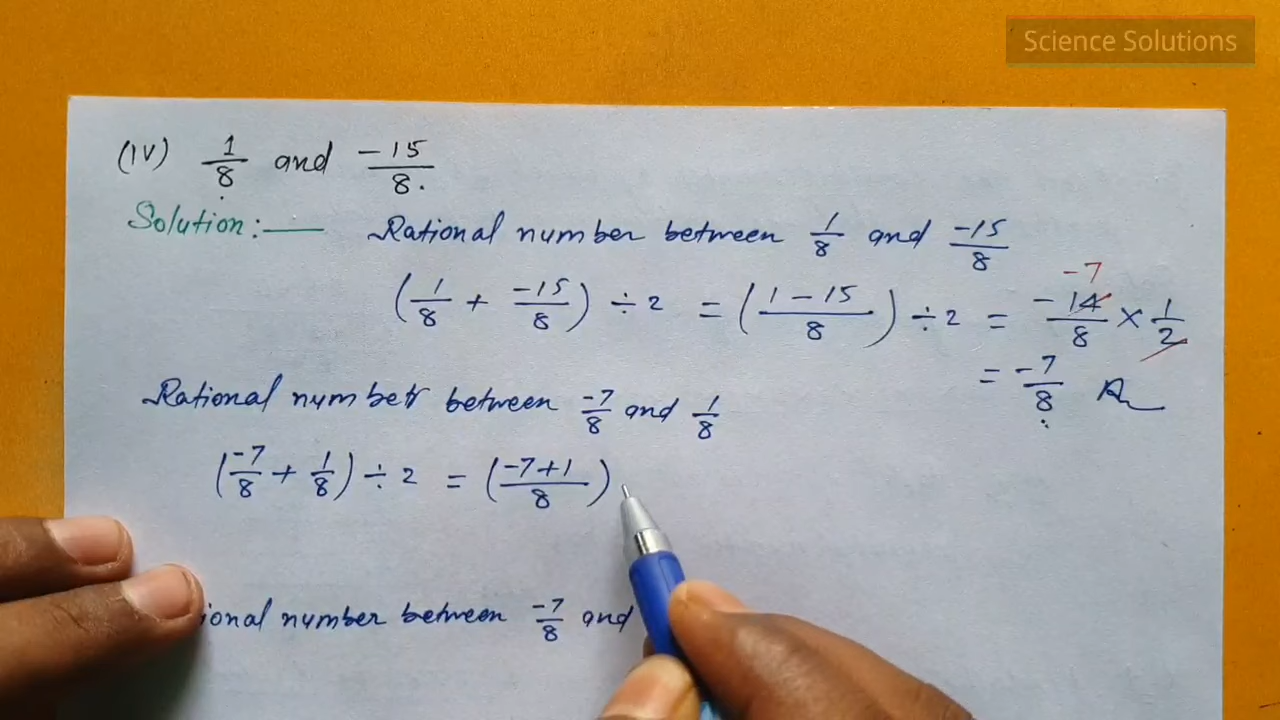 Science Solutions
(IV) 1/8 and -15/8.
Solution:— Rational number between 1/8 and -15/8
(1/8 + -15/8) ÷ 2 = (1 - 15/8) ÷ 2 = -14/8 × 1/2
-7
= -7/8 An
Rational number between -7/8 and 1/8
(-7/8 + 1/8) ÷ 2 = (-7+1/8)
ional number between -7/8 and